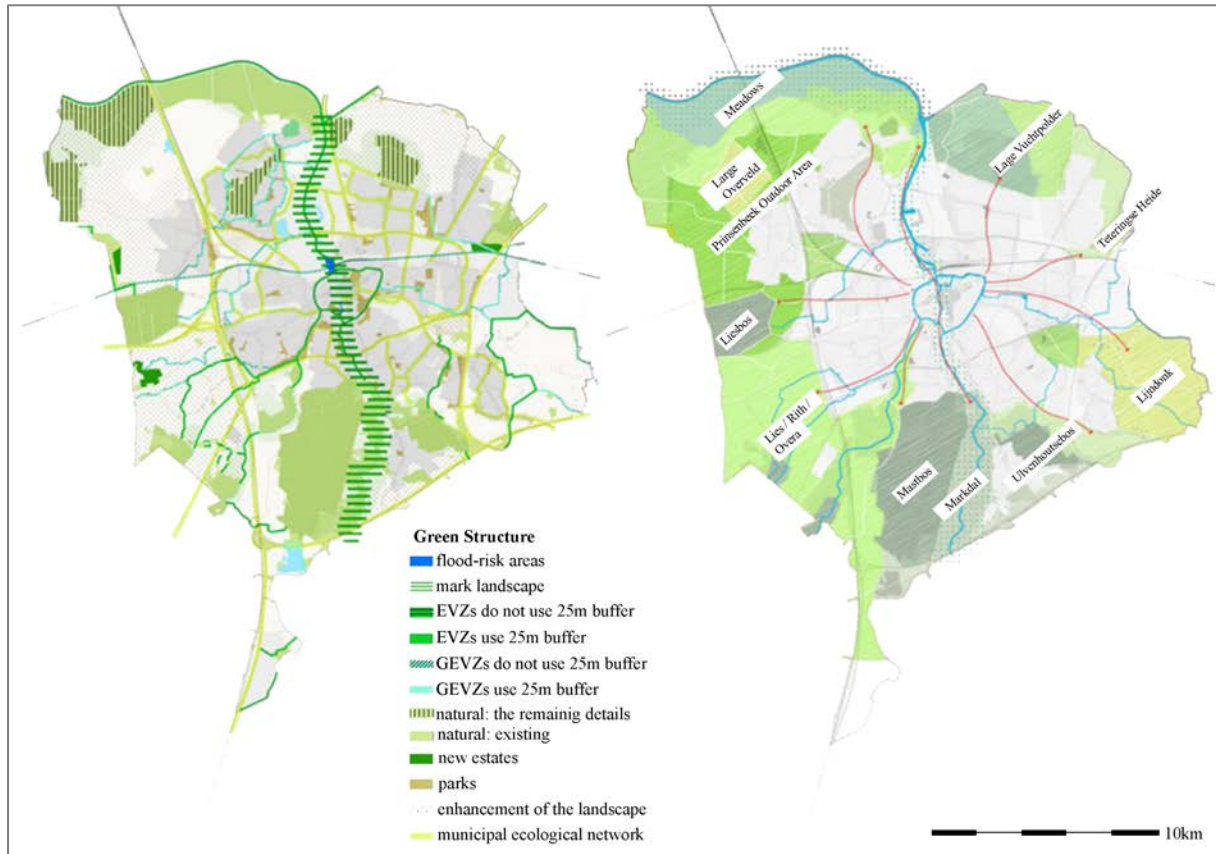 Green Structure
flood-risk areas
mark landscape
EVZs do not use 25m buffer
EVZs use 25m buffer
GEVZs do not use 25m buffer
GEVZs use 25m buffer
natural: the remainig details
natural: existing
new estates
parks
enhancement of the landscape
municipal ecological network
Meadows
Large
Overveld
Prinsenbeek Outdoor Area
Lage Vuchtpolder
Teteringse Heide
Liesbos
Lijndonk
Lies / Rith /
Overa
Mastbos
Markdal
Ulvenhoutsebos
10km